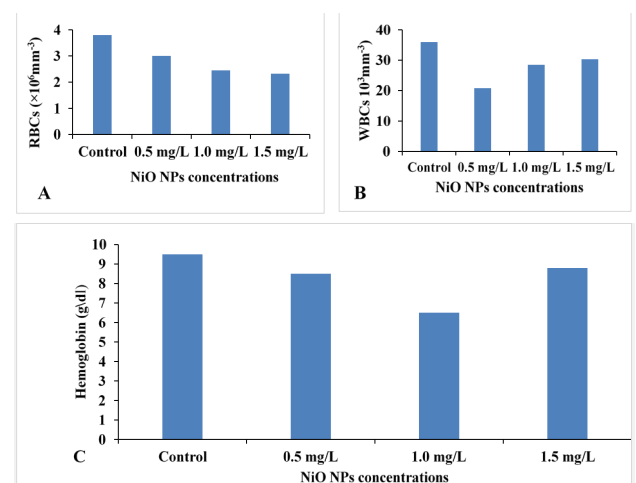 4
3
2
1
0
RBCs (×10⁶mm⁻³)
Control 0.5 mg/L 1.0 mg/L 1.5 mg/L
NiO NPs concentrations
A
40
30
20
10
0
WBCs 10³mm⁻³
Control 0.5 mg/L 1.0 mg/L 1.5 mg/L
NiO NPs concentrations
B
10
9
8
7
6
5
4
3
2
1
0
Hemoglobin (g\dl)
Control 0.5 mg/L 1.0 mg/L 1.5 mg/L
NiO NPs concentrations
C